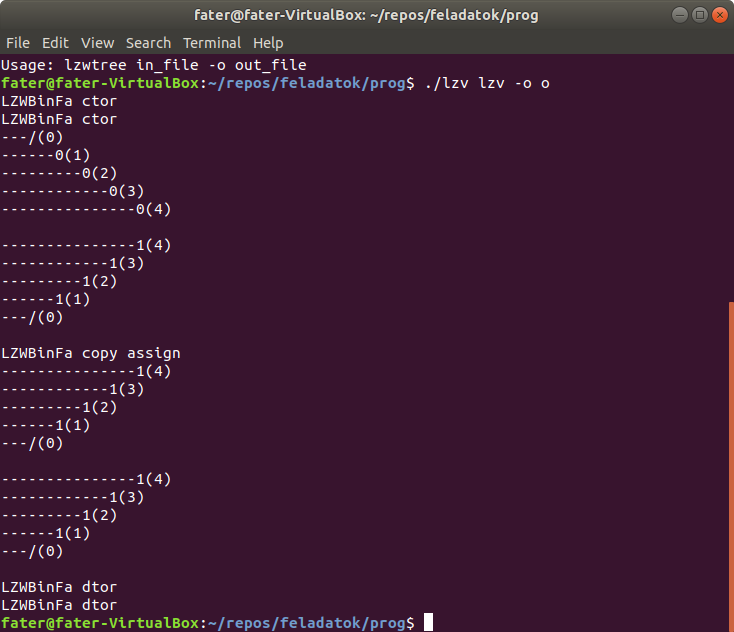 fater@fater-VirtualBox: ~/repos/feladatok/prog
File Edit View Search Terminal Help
Usage: lzwtree in_file -o out_file
fater@fater-VirtualBox:~/repos/feladatok/prog$ ./lzv lzv -o o
LZWBinFa ctor
LZWBinFa ctor
---/(0)
------0(1)
---------0(2)
------------0(3)
---------------0(4)

---------------1(4)
------------1(3)
---------1(2)
------1(1)
---/(0)

LZWBinFa copy assign
---------------1(4)
------------1(3)
---------1(2)
------1(1)
---/(0)

---------------1(4)
------------1(3)
---------1(2)
------1(1)
---/(0)

LZWBinFa dtor
LZWBinFa dtor
fater@fater-VirtualBox:~/repos/feladatok/prog$